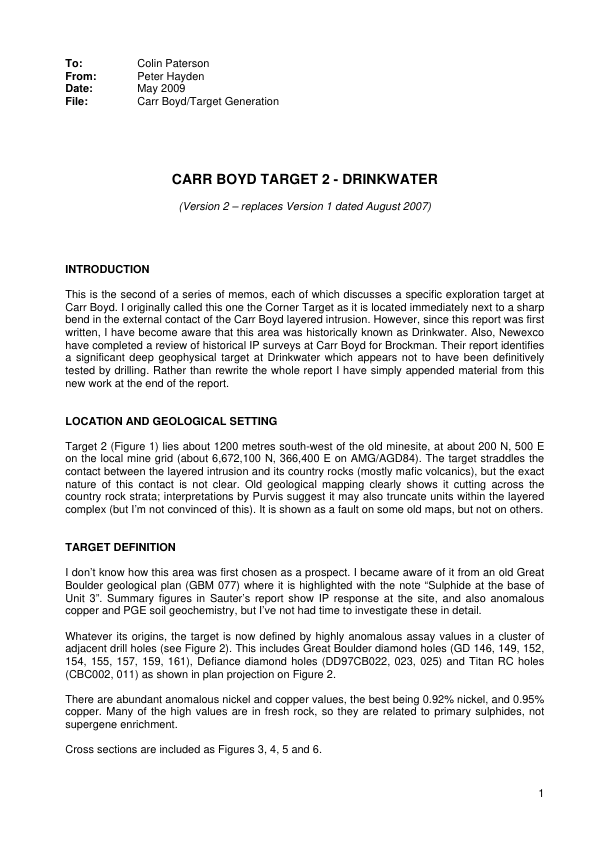 To: Colin Paterson
From: Peter Hayden
Date: May 2009
File: Carr Boyd/Target Generation
CARR BOYD TARGET 2 - DRINKWATER
(Version 2 – replaces Version 1 dated August 2007)
INTRODUCTION
This is the second of a series of memos, each of which discusses a specific exploration target at
Carr Boyd. I originally called this one the Corner Target as it is located immediately next to a sharp
bend in the external contact of the Carr Boyd layered intrusion. However, since this report was first
written, I have become aware that this area was historically known as Drinkwater. Also, Newexco
have completed a review of historical IP surveys at Carr Boyd for Brockman. Their report identifies
a significant deep geophysical target at Drinkwater which appears not to have been definitively
tested by drilling. Rather than rewrite the whole report I have simply appended material from this
new work at the end of the report.
LOCATION AND GEOLOGICAL SETTING
Target 2 (Figure 1) lies about 1200 metres south-west of the old minesite, at about 200 N, 500 E
on the local mine grid (about 6,672,100 N, 366,400 E on AMG/AGD84). The target straddles the
contact between the layered intrusion and its country rocks (mostly mafic volcanics), but the exact
nature of this contact is not clear. Old geological mapping clearly shows it cutting across the
country rock strata; interpretations by Purvis suggest it may also truncate units within the layered
complex (but I'm not convinced of this). It is shown as a fault on some old maps, but not on others.
TARGET DEFINITION
I don't know how this area was first chosen as a prospect. I became aware of it from an old Great
Boulder geological plan (GBM 077) where it is highlighted with the note “Sulphide at the base of
Unit 3”. Summary figures in Sauter's report show IP response at the site, and also anomalous
copper and PGE soil geochemistry, but I've not had time to investigate these in detail.
Whatever its origins, the target is now defined by highly anomalous assay values in a cluster of
adjacent drill holes (see Figure 2). This includes Great Boulder diamond holes (GD 146, 149, 152,
154, 155, 157, 159, 161), Defiance diamond holes (DD97CB022, 023, 025) and Titan RC holes
(CBC002, 011) as shown in plan projection on Figure 2.
There are abundant anomalous nickel and copper values, the best being 0.92% nickel, and 0.95%
copper. Many of the high values are in fresh rock, so they are related to primary sulphides, not
supergene enrichment.
Cross sections are included as Figures 3, 4, 5 and 6.
1